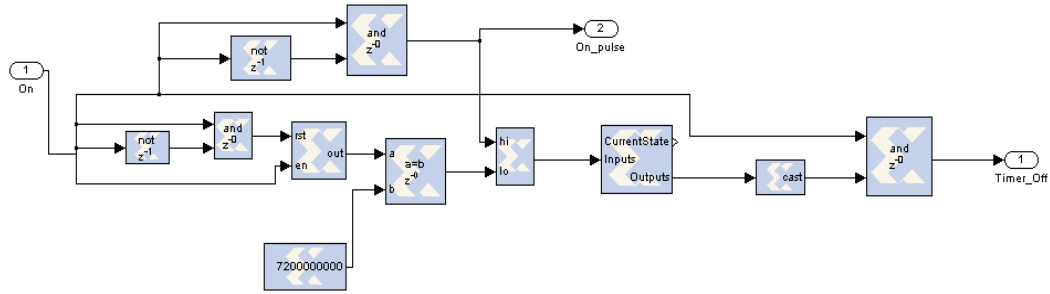 and
z-0
2
On_pulse
not
z-1
1
On
and
z-0
not
z-1
rst
en
out
a
b
a=b
z-0
hi
lo
CurrentState
Inputs
Outputs
cast
and
z-0
1
Timer_Off
7200000000